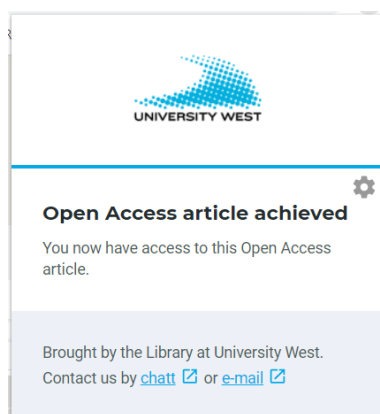 UNIVERSITY WEST
Open Access article achieved
You now have access to this Open Access
article.
Brought by the Library at University West.
Contact us by chatt or e-mail